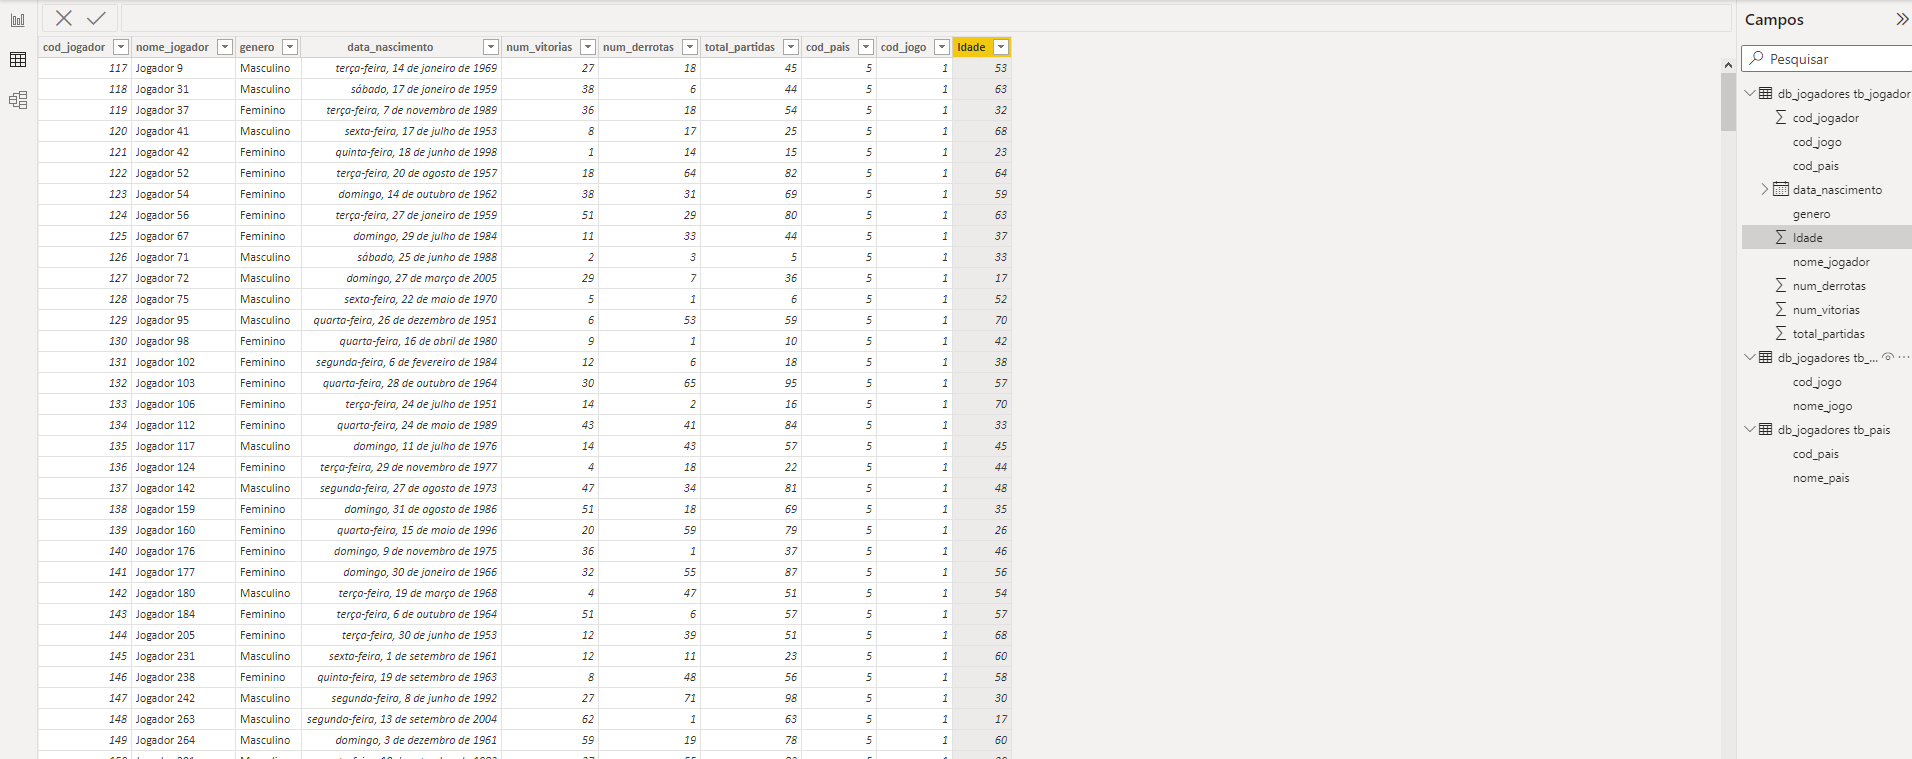 Campos
Pesquisar
cod_jogador nome_jogador genero data_nascimento num_vitorias num_derrotas total_partidas cod_pais cod_jogo Idade
117 Jogador 9 Masculino terça-feira, 14 de janeiro de 1969 27 18 45 5 1 53
118 Jogador 31 Masculino sábado, 17 de janeiro de 1959 38 6 44 5 1 63
119 Jogador 37 Feminino terça-feira, 7 de novembro de 1989 36 18 54 5 1 32
120 Jogador 41 Masculino sexta-feira, 17 de julho de 1953 8 17 25 5 1 68
121 Jogador 42 Feminino quinta-feira, 18 de junho de 1998 1 14 15 5 1 23
122 Jogador 52 Feminino terça-feira, 20 de agosto de 1957 18 64 82 5 1 64
123 Jogador 54 Feminino domingo, 14 de outubro de 1962 38 31 69 5 1 59
124 Jogador 56 Feminino terça-feira, 27 de janeiro de 1959 51 29 80 5 1 63
125 Jogador 67 Feminino domingo, 29 de julho de 1984 11 33 44 5 1 37
126 Jogador 71 Masculino sábado, 25 de junho de 1988 2 3 5 5 1 33
127 Jogador 72 Masculino domingo, 27 de março de 2005 29 7 36 5 1 17
128 Jogador 75 Masculino sexta-feira, 22 de maio de 1970 5 1 6 5 1 52
129 Jogador 95 Masculino quarta-feira, 26 de dezembro de 1951 6 53 59 5 1 70
130 Jogador 98 Feminino quarta-feira, 16 de abril de 1980 9 1 10 5 1 42
131 Jogador 102 Feminino segunda-feira, 6 de fevereiro de 1984 12 6 18 5 1 38
132 Jogador 103 Feminino quarta-feira, 28 de outubro de 1964 30 65 95 5 1 57
133 Jogador 106 Feminino terça-feira, 24 de julho de 1951 14 2 16 5 1 70
134 Jogador 112 Feminino quarta-feira, 24 de maio de 1989 43 41 84 5 1 33
135 Jogador 117 Masculino domingo, 11 de julho de 1976 14 43 57 5 1 45
136 Jogador 124 Feminino terça-feira, 29 de novembro de 1977 4 18 22 5 1 44
137 Jogador 142 Masculino segunda-feira, 27 de agosto de 1973 47 34 81 5 1 48
138 Jogador 159 Feminino domingo, 31 de agosto de 1986 51 18 69 5 1 35
139 Jogador 160 Feminino quarta-feira, 15 de maio de 1996 20 59 79 5 1 26
140 Jogador 176 Feminino domingo, 9 de novembro de 1975 36 1 37 5 1 46
141 Jogador 177 Feminino domingo, 30 de janeiro de 1966 32 55 87 5 1 56
142 Jogador 180 Masculino terça-feira, 19 de março de 1968 4 47 51 5 1 54
143 Jogador 184 Feminino terça-feira, 6 de outubro de 1964 51 6 57 5 1 57
144 Jogador 205 Feminino terça-feira, 30 de junho de 1953 12 39 51 5 1 68
145 Jogador 231 Masculino sexta-feira, 1 de setembro de 1961 12 11 23 5 1 60
146 Jogador 238 Feminino quinta-feira, 19 de setembro de 1963 8 48 56 5 1 58
147 Jogador 242 Masculino segunda-feira, 8 de junho de 1992 27 71 98 5 1 30
148 Jogador 263 Masculino segunda-feira, 13 de setembro de 2004 62 1 63 5 1 17
149 Jogador 264 Masculino domingo, 3 de dezembro de 1961 59 19 78 5 1 60
db_jogadores tb_jogador
cod_jogador
cod_jogo
cod_pais
data_nascimento
genero
Idade
nome_jogador
num_derrotas
num_vitorias
total_partidas
db_jogadores tb_...
cod_jogo
nome_jogo
db_jogadores tb_pais
cod_pais
nome_pais